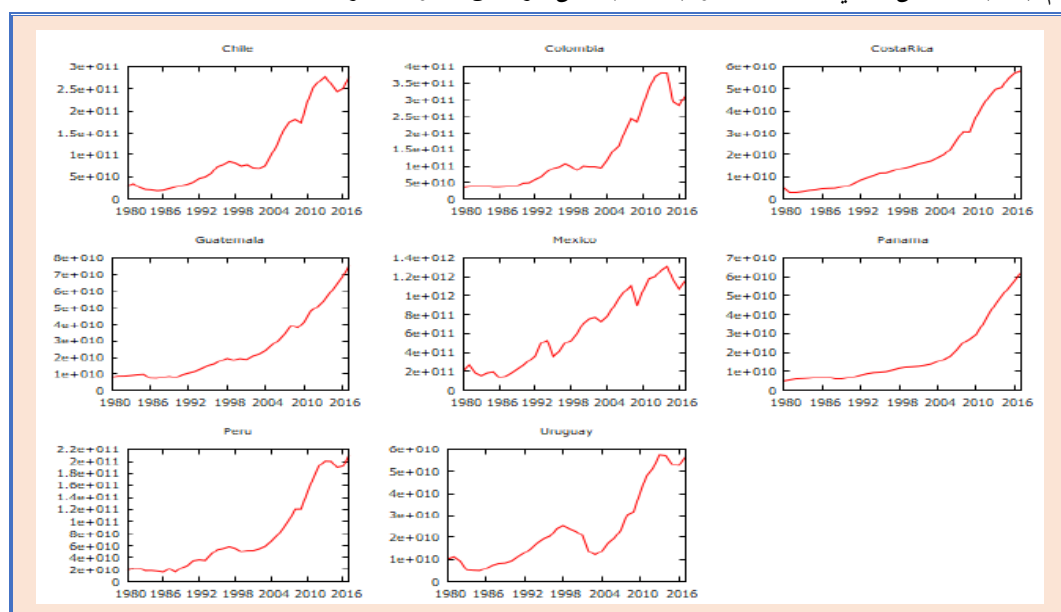 Chile Colombia CostaRica
3e+011 4e+011 6e+010
2.5e+011 3.5e+011 5e+010
2e+011 3e+011 4e+010
1.5e+011 2.5e+011 3e+010
1e+011 2e+011 2e+010
5e+010 1.5e+011 1e+010
0 1e+011 0
5e+010
0
1980 1986 1992 1998 2004 2010 2016 1980 1986 1992 1998 2004 2010 2016 1980 1986 1992 1998 2004 2010 2016
Guatemala Mexico Panama
8e+010 1.4e+012 7e+010
7e+010 1.2e+012 6e+010
6e+010 1e+012 5e+010
5e+010 8e+011 4e+010
4e+010 6e+011 3e+010
3e+010 4e+011 2e+010
2e+010 2e+011 1e+010
1e+010 0 0
0
1980 1986 1992 1998 2004 2010 2016 1980 1986 1992 1998 2004 2010 2016 1980 1986 1992 1998 2004 2010 2016
Peru Uruguay
2.2e+011 6e+010
2e+011 5e+010
1.8e+011 4e+010
1.6e+011 3e+010
1.4e+011 2e+010
1.2e+011 1e+010
1e+011 0
8e+010
6e+010
4e+010
2e+010
0
1980 1986 1992 1998 2004 2010 2016 1980 1986 1992 1998 2004 2010 2016